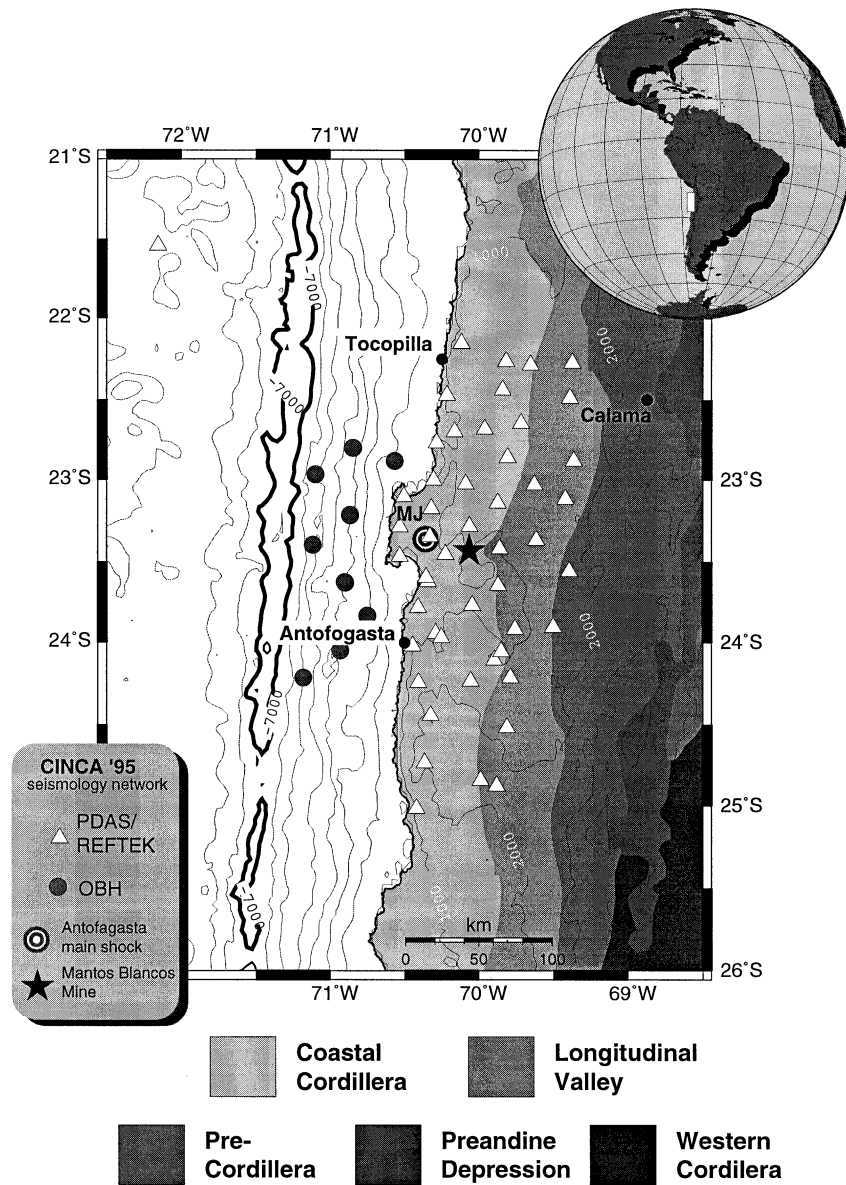 72˚W 71˚W 70˚W
21˚S
1000
-7000
22˚S
Tocopilla
2000
-7000
Calama
23˚S
MJ
24˚S
Antofogasta
2000
-7000
CINCA '95
seismology network
PDAS/
REFTEK
OBH
Antofagasta
main shock
Mantos Blancos
Mine
25˚S
2000
-7000
km
0 50 100
26˚S
71˚W 70˚W 69˚W
Coastal
Cordillera
Longitudinal
Valley
Pre-
Cordillera
Preandine
Depression
Western
Cordilera